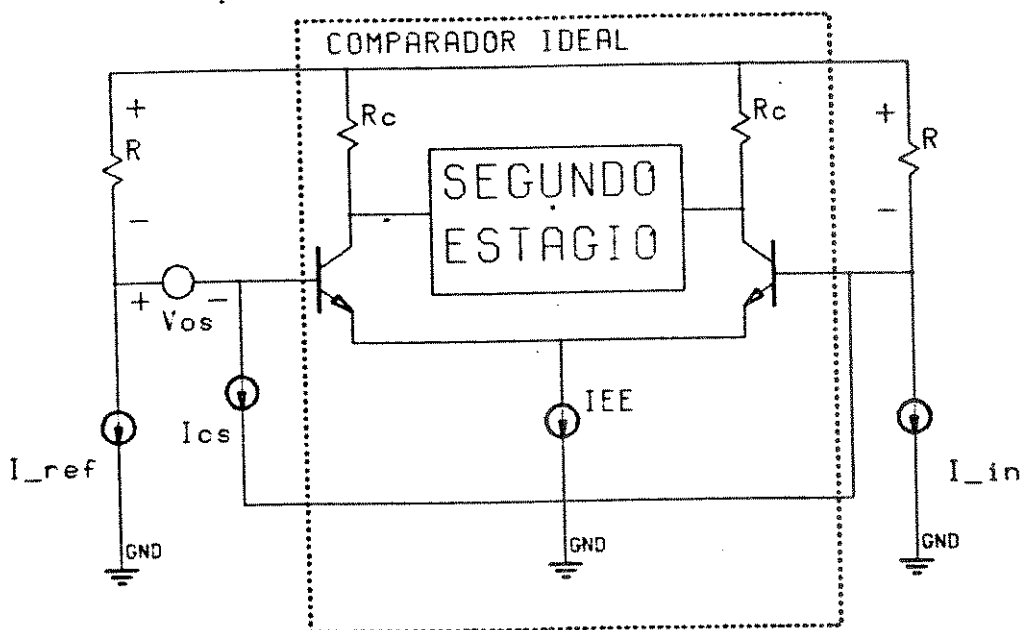 COMPARADOR IDEAL
+
Rc
Rc
+
R
SEGUNDO
ESTAGIO
R
-
-
+
-
Vos
Ics
IEE
I_ref
I_in
GND
GND
GND